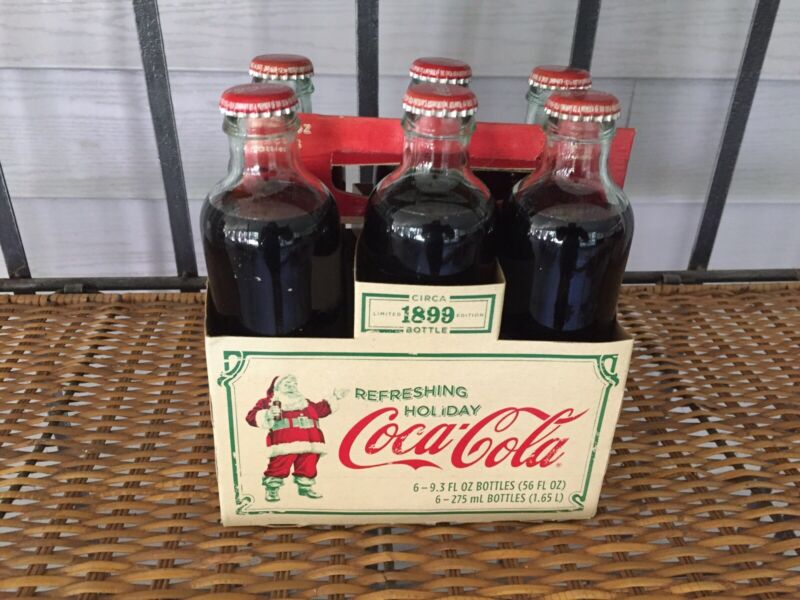 CIRCA
LIMITED 1899 EDITION
BOTTLE
REFRESHING
HOLIDAY
Coca-Cola
6 – 9.3 FL OZ BOTTLES (56 FL OZ)
6 – 275 mL BOTTLES (1.65 L)